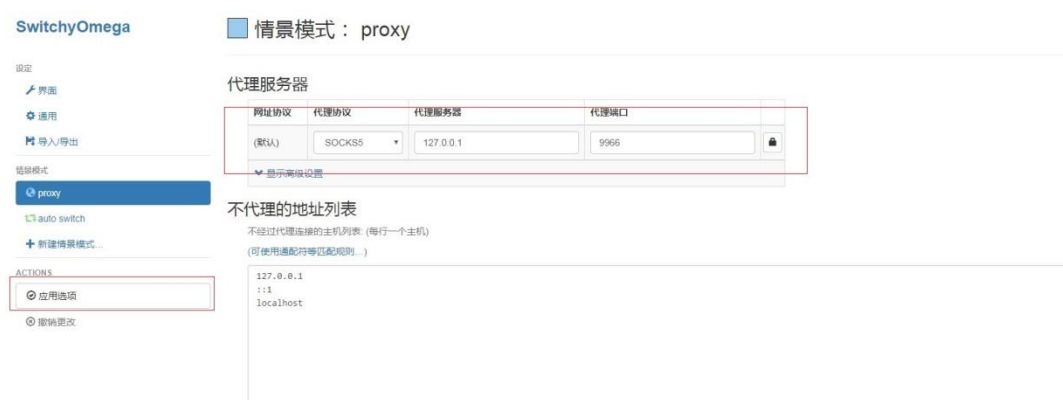 SwitchyOmega
情景模式： proxy
设定
界面
通用
导入/导出
情景模式
proxy
auto switch
新建情景模式...
ACTIONS
应用选项
撤销更改
代理服务器
网址协议 代理协议 代理服务器 代理端口
(默认) SOCKS5 127.0.0.1 9966
显示高级设置
不代理的地址列表
不经过代理连接的主机列表: (每行一个主机)
(可使用通配符等匹配规则...)
127.0.0.1
::1
localhost